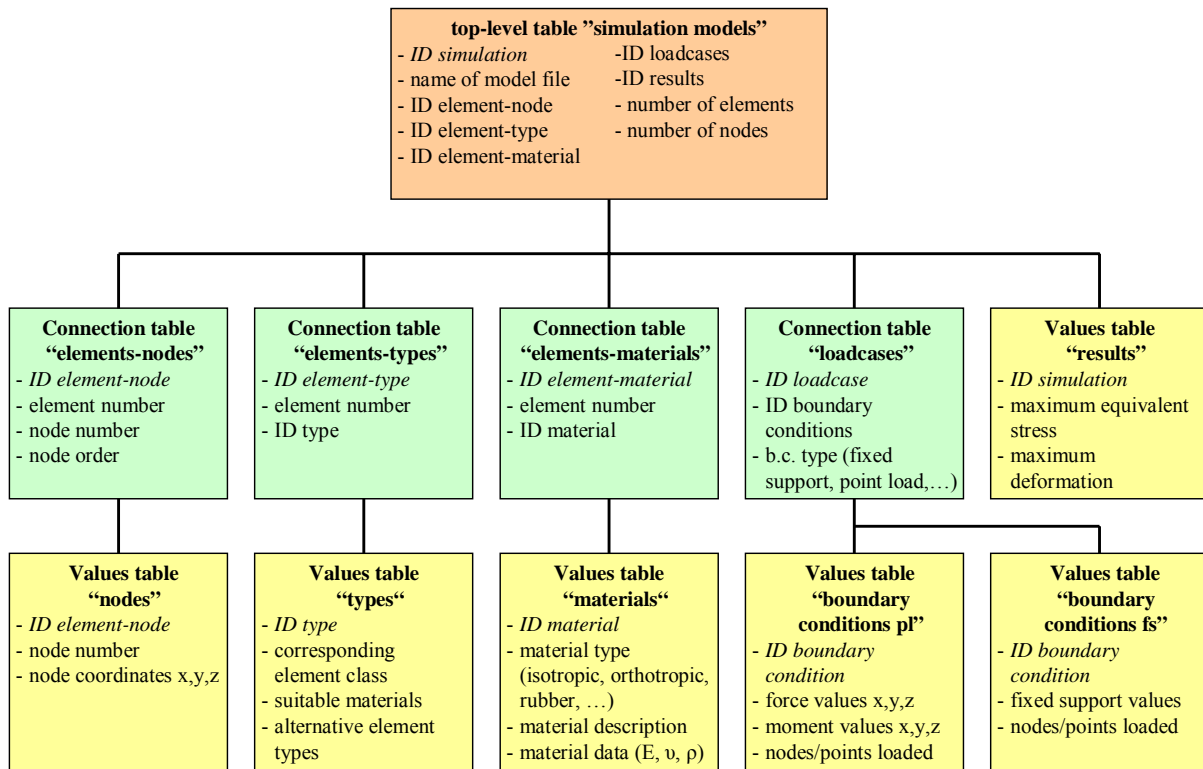 top-level table ”simulation models”
- ID simulation
- name of model file
- ID element-node
- ID element-type
- ID element-material
-ID loadcases
-ID results
- number of elements
- number of nodes
Connection table
“elements-nodes”
- ID element-node
- element number
- node number
- node order
Connection table
“elements-types”
- ID element-type
- element number
- ID type
Connection table
“elements-materials”
- ID element-material
- element number
- ID material
Connection table
“loadcases”
- ID loadcase
- ID boundary
conditions
- b.c. type (fixed
support, point load,…)
Values table
“results”
- ID simulation
- maximum equivalent
stress
- maximum
deformation
Values table
“nodes”
- ID element-node
- node number
- node coordinates x,y,z
Values table
“types“
- ID type
- corresponding
element class
- suitable materials
- alternative element
types
Values table
“materials“
- ID material
- material type
(isotropic, orthotropic,
rubber, …)
- material description
- material data (E, υ, ρ)
Values table
“boundary
conditions pl”
- ID boundary
condition
- force values x,y,z
- moment values x,y,z
- nodes/points loaded
Values table
“boundary
conditions fs”
- ID boundary
condition
- fixed support values
- nodes/points loaded